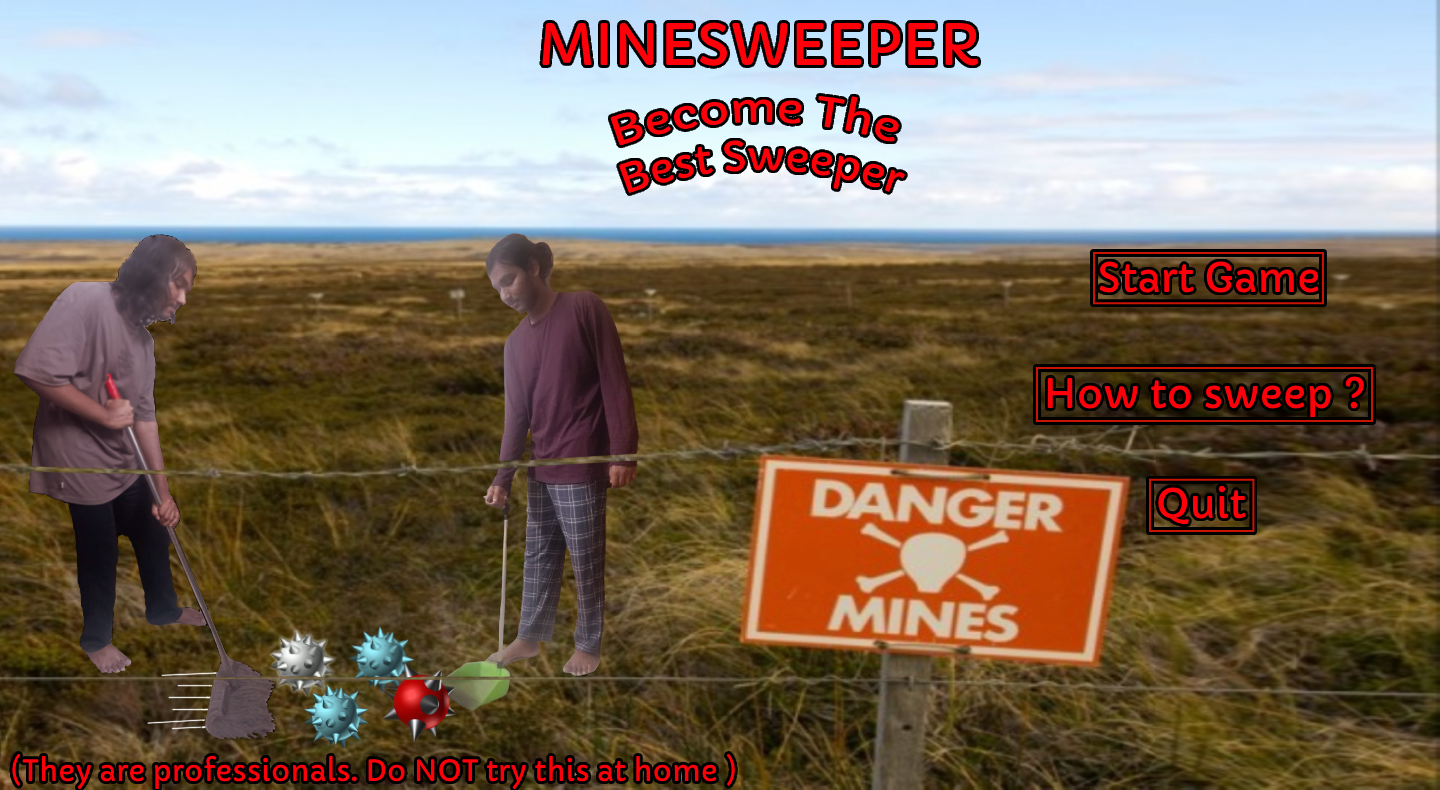 MINESWEEPER
Become The
Best Sweeper
Start Game
How to sweep ?
Quit
DANGER
MINES
(They are professionals. Do NOT try this at home )